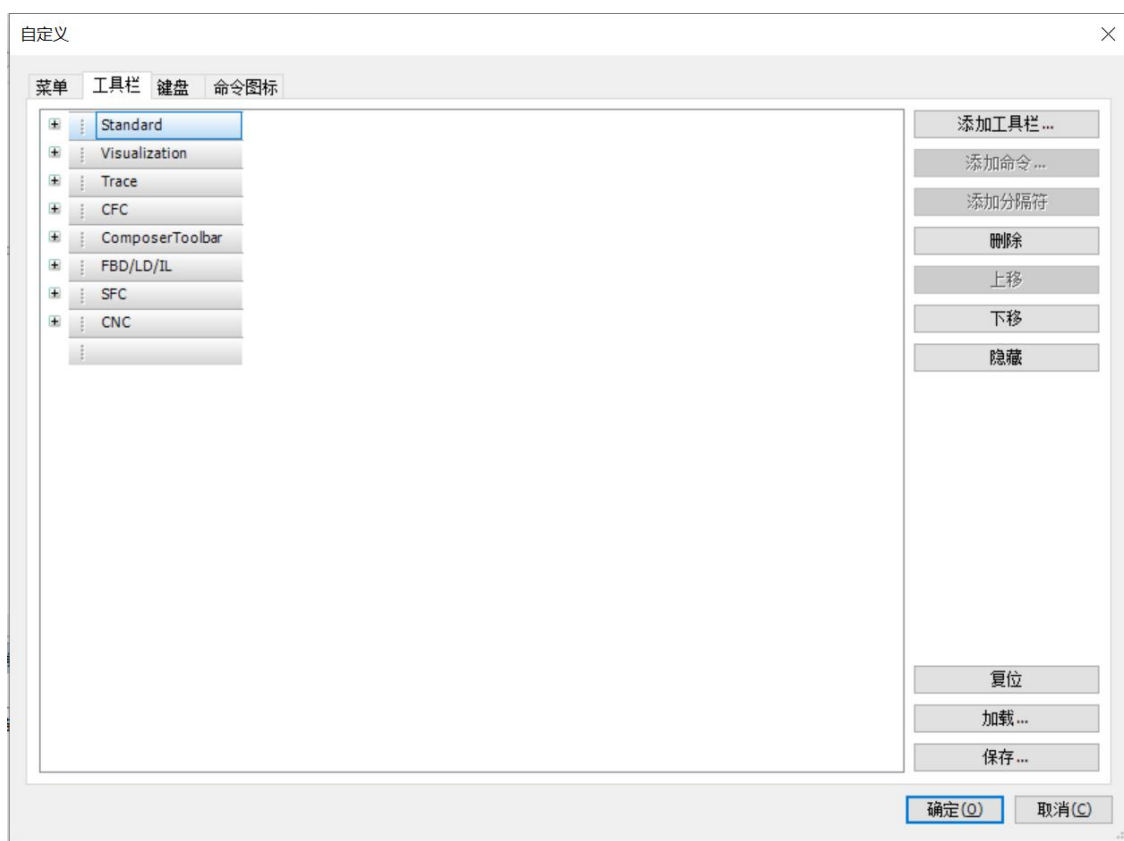 自定义
菜单 工具栏 键盘 命令图标
Standard
Visualization
Trace
CFC
ComposerToolbar
FBD/LD/IL
SFC
CNC
添加工具栏...
添加命令...
添加分隔符
删除
上移
下移
隐藏
复位
加载...
保存...
确定(O) 取消(C)